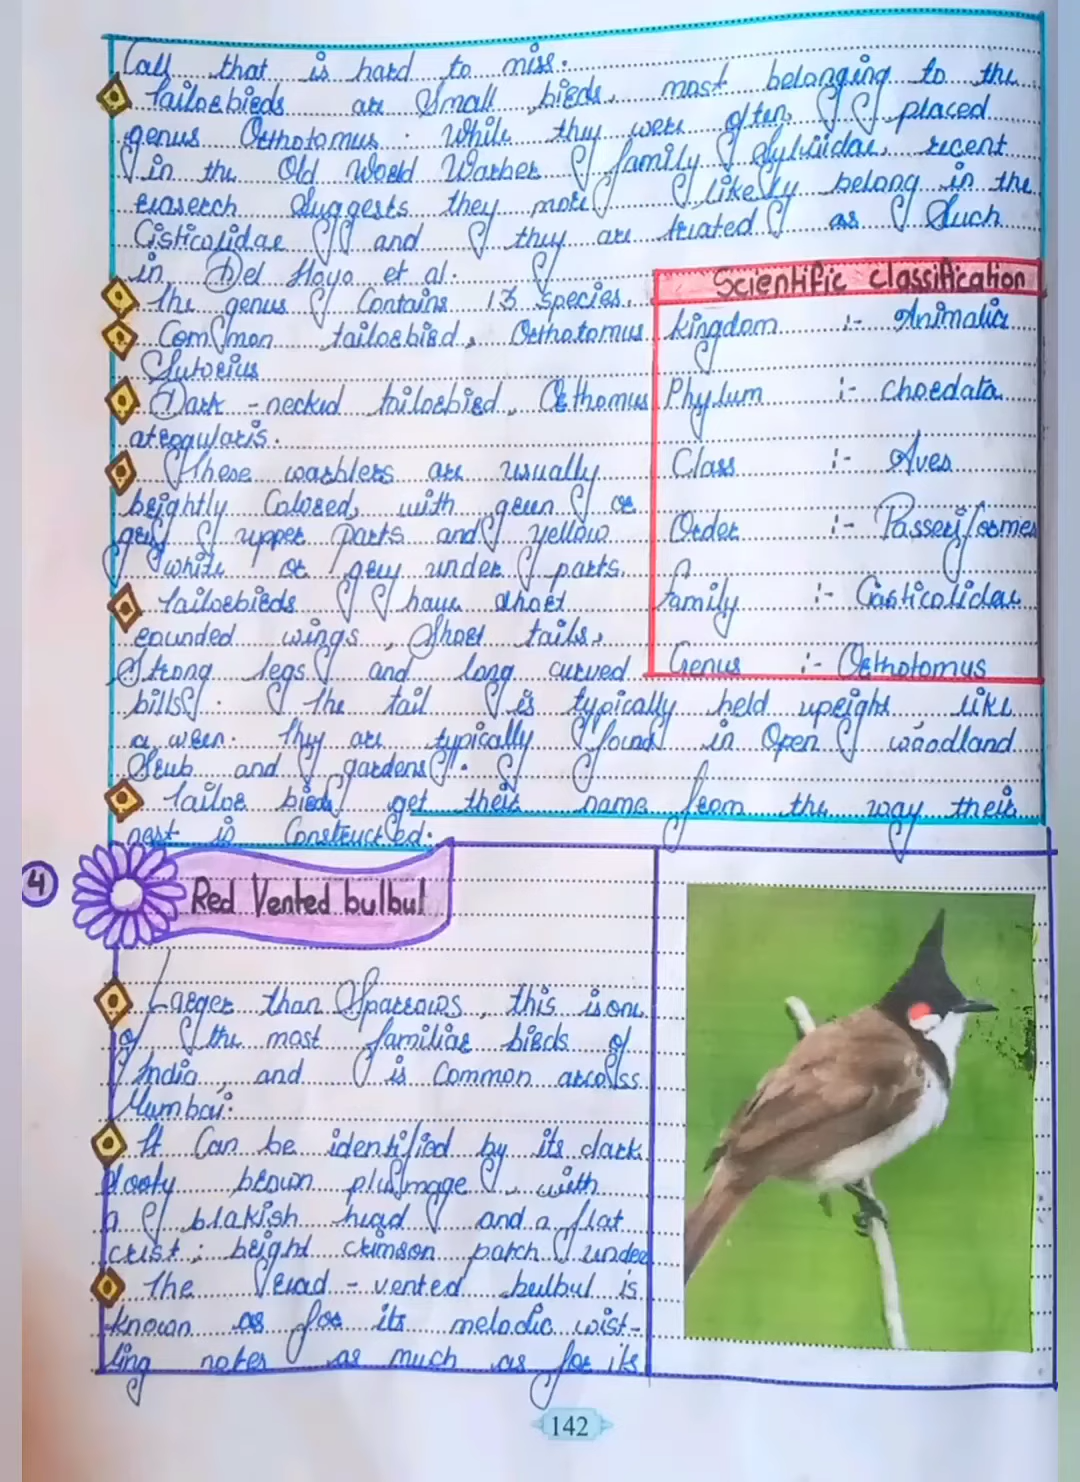 Call that is hard to miss.
Tailorbirds are Small birds, most belonging to the
genus Orthotomus. While they were often placed
in the Old World Warbler family Sylviidae, recent
research Suggests they more likely belong in the
Cisticolidae and they are treated as Such
in Del Hoyo et al.
The genus Contains 13 Species.
Common tailorbird, Orthotomus
Sutorius
Dark-necked tailorbird, Orthomus
atrogularis.
These warblers are usually
brightly Colored, with green or
grey upper parts and yellow
white or grey under parts.
Tailorbirds have short
rounded wings, Short tails,
Strong legs and long curved
bills. The tail is typically held upright like
a wren. They are typically found in Open woodland
Scrub and gardens.
Tailor birds get their name from the way their
nest is Constructed.
Scientific classification
Kingdom :- Animalia
Phylum :- Chordata
Class :- Aves
Order :- Passeriformes
Family :- Casticolidae
Genus :- Orthotomus
4
Red Vented bulbul
Larger than Sparrows, this is one
of the most familiar birds of
India, and is Common across
Mumbai.
It Can be identified by its dark
Sooty brown plumage, with
a blakish head and a flat
crest; bright crimson patch under
The read-vented bulbul is
known as for its melodic wist-
ling notes as much as for its
142